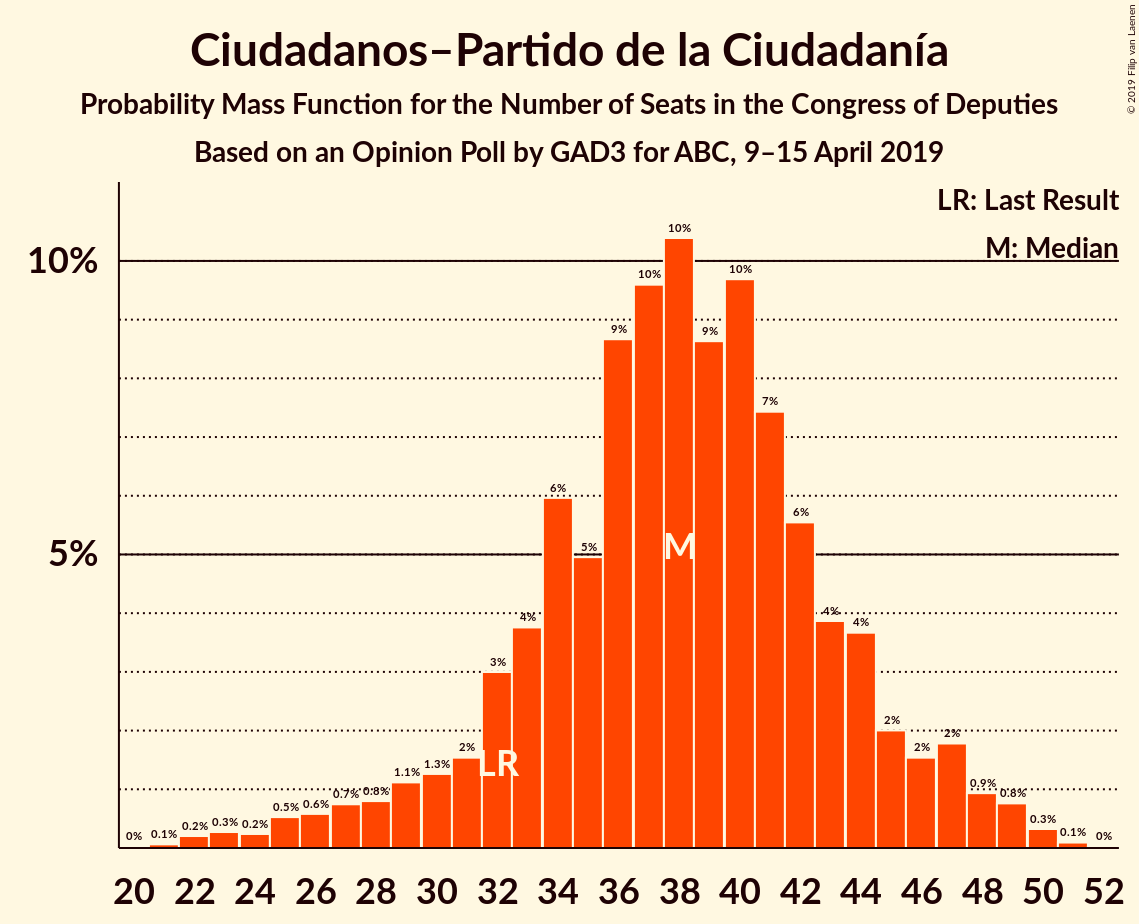 Ciudadanos–Partido de la Ciudadanía
Probability Mass Function for the Number of Seats in the Congress of Deputies
Based on an Opinion Poll by GAD3 for ABC, 9–15 April 2019
© 2019 Filip van Laenen
LR: Last Result
M: Median
10%
5%
0% 0.1% 0.2% 0.3% 0.2% 0.5% 0.6% 0.7% 0.8% 1.1% 1.3% 2% 3% 4% 6% 5% 9% 10% 10% 9% 10% 7% 6% 4% 4% 2% 2% 2% 0.9% 0.8% 0.3% 0.1% 0%
M
LR
20 22 24 26 28 30 32 34 36 38 40 42 44 46 48 50 52